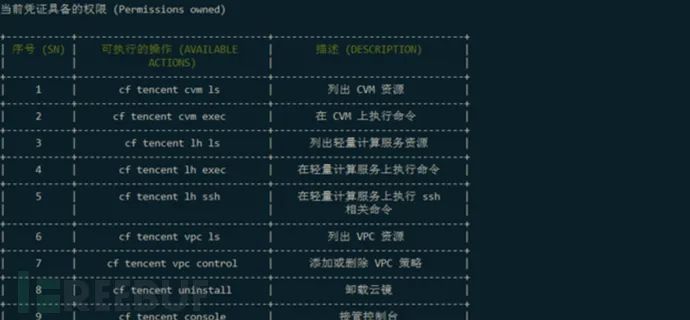 当前凭证具备的权限 (Permissions owned)
序号 (SN) 可执行的操作 (AVAILABLE ACTIONS) 描述 (DESCRIPTION)
1 cf tencent cvm ls 列出 CVM 资源
2 cf tencent cvm exec 在 CVM 上执行命令
3 cf tencent lh ls 列出轻量计算服务资源
4 cf tencent lh exec 在轻量计算服务上执行命令
5 cf tencent lh ssh 在轻量计算服务上执行 ssh 相关命令
6 cf tencent vpc ls 列出 VPC 资源
7 cf tencent vpc control 添加或删除 VPC 策略
8 cf tencent uninstall 卸载云镜
9 cf tencent console 接管控制台
FREEBUF